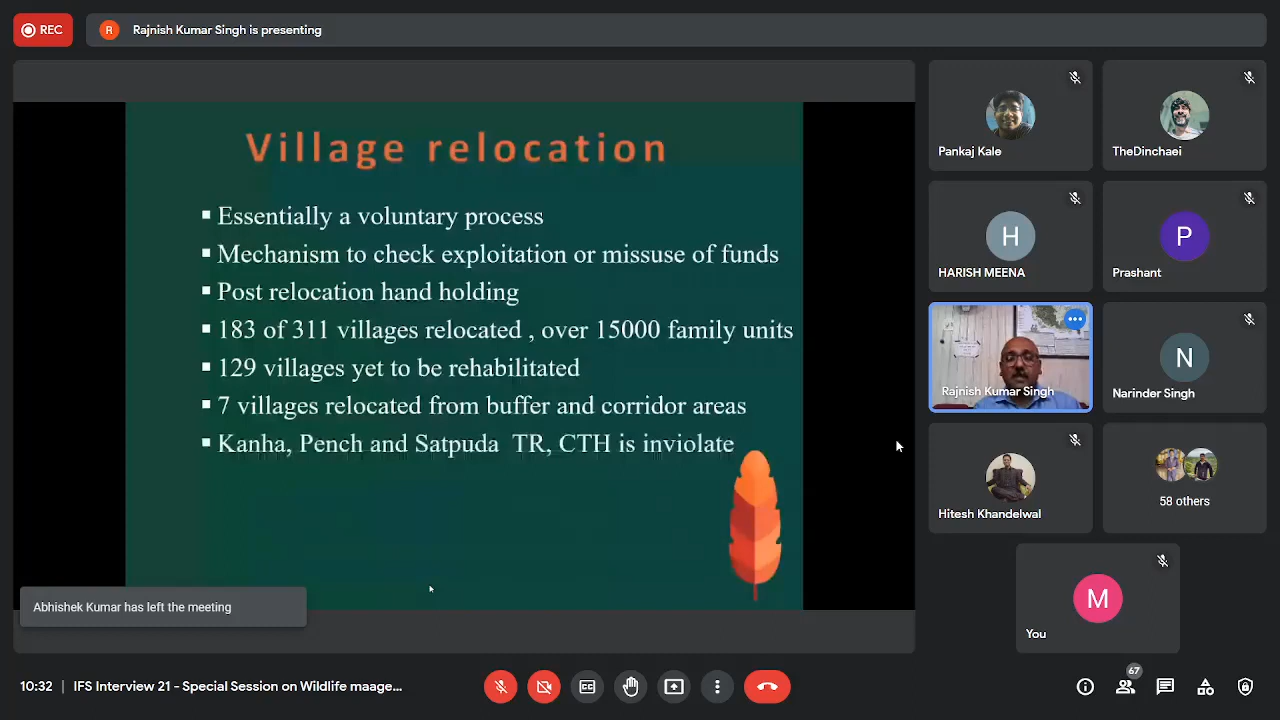 REC
R
Rajnish Kumar Singh is presenting
Village relocation
Essentially a voluntary process
Mechanism to check exploitation or missuse of funds
Post relocation hand holding
183 of 311 villages relocated , over 15000 family units
129 villages yet to be rehabilitated
7 villages relocated from buffer and corridor areas
Kanha, Pench and Satpuda TR, CTH is inviolate
Abhishek Kumar has left the meeting
Pankaj Kale
TheDinchaei
H
HARISH MEENA
P
Prashant
Rajnish Kumar Singh
N
Narinder Singh
Hitesh Khandelwal
58 others
M
You
10:32 | IFS Interview 21 - Special Session on Wildlife maage...
67